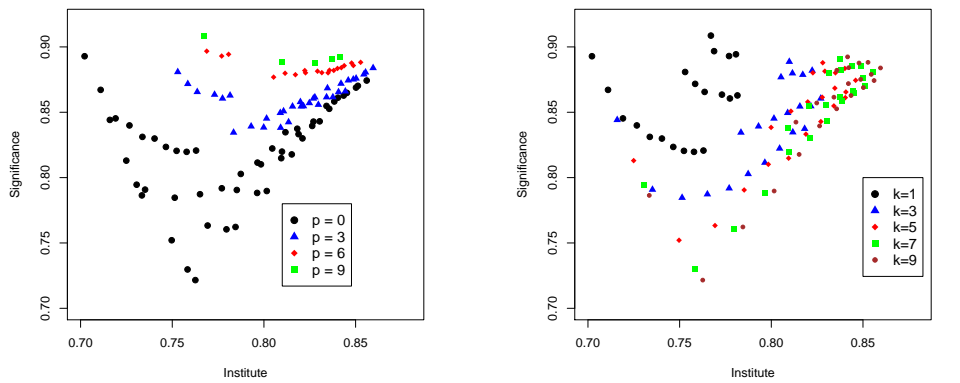 0.90
0.85
0.80
0.75
0.70
Significance
p = 0
p = 3
p = 6
p = 9
0.70 0.75 0.80 0.85
Institute
0.90
0.85
0.80
0.75
0.70
Significance
k=1
k=3
k=5
k=7
k=9
0.70 0.75 0.80 0.85
Institute